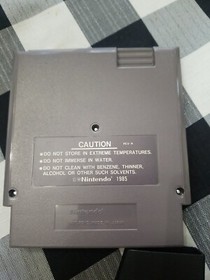 CAUTION
•DO NOT STORE IN EXTREME TEMPERATURES.
•DO NOT IMMERSE IN WATER.
•DO NOT CLEAN WITH BENZENE, THINNER,
ALCOHOL OR OTHER SUCH SOLVENTS.
Nintendo 1985